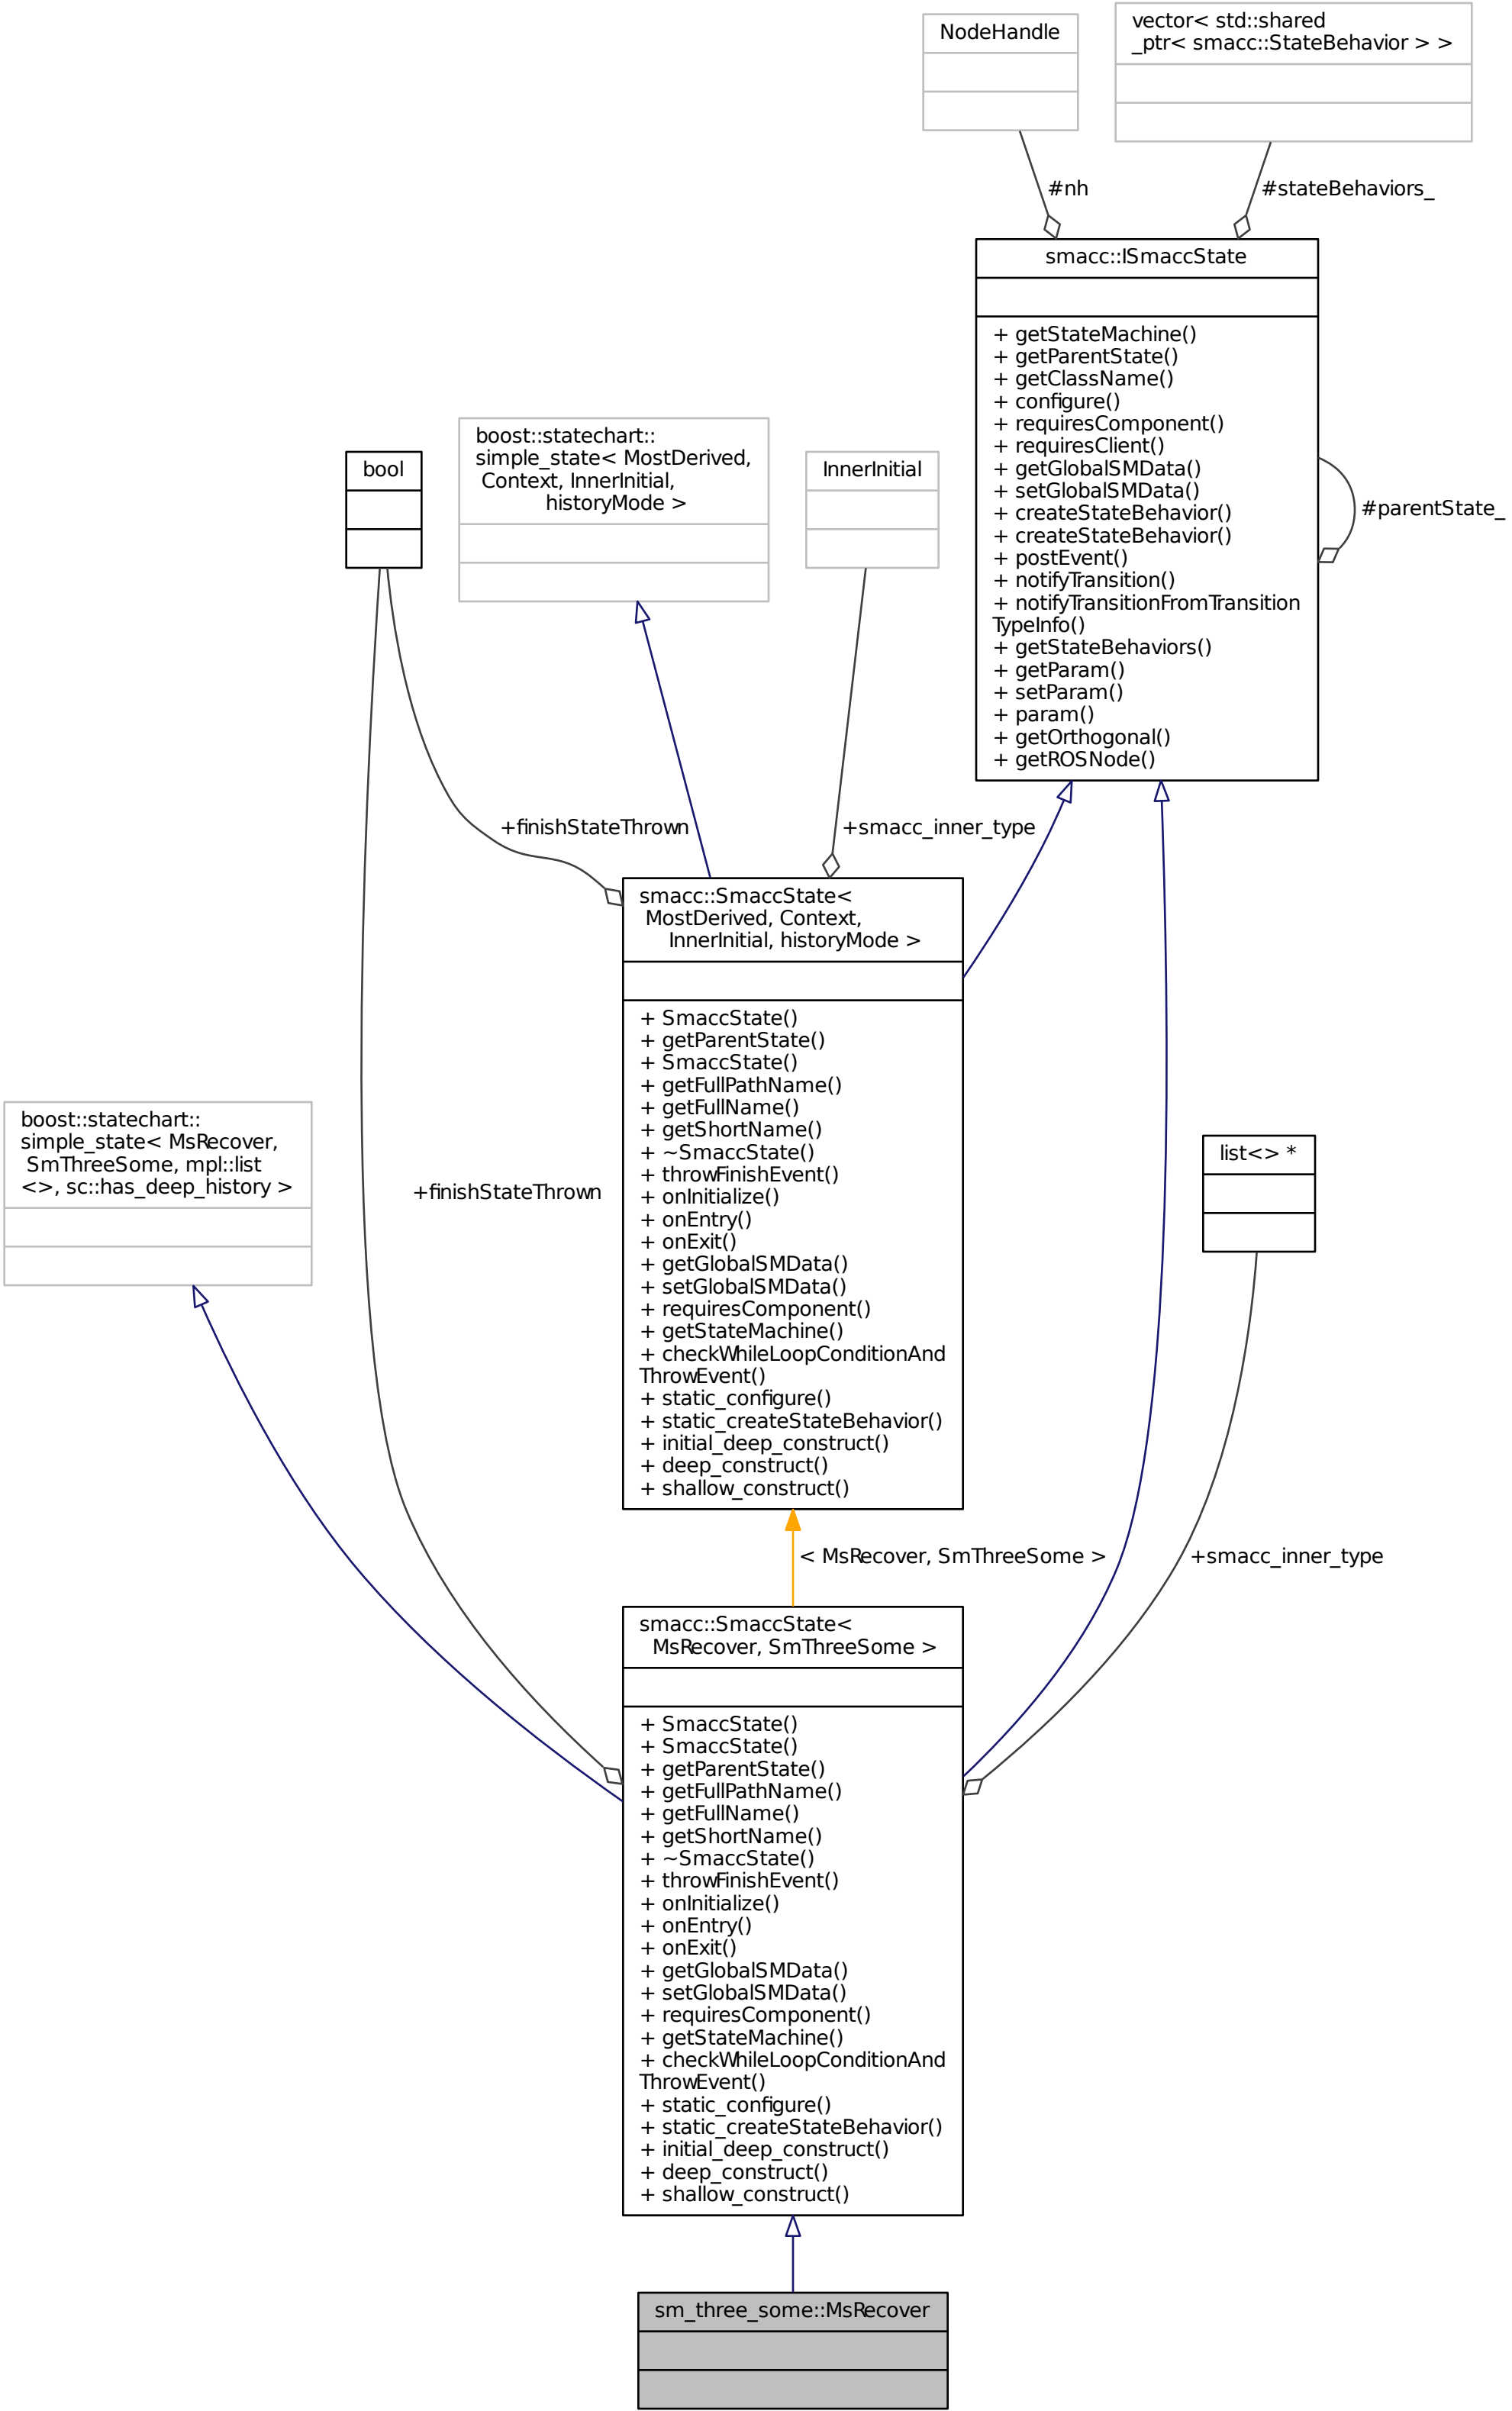 NodeHandle
vector< std::shared
_ptr< smacc::StateBehavior > >
#nh
#stateBehaviors_
smacc::ISmaccState
+ getStateMachine()
+ getParentState()
+ getClassName()
+ configure()
+ requiresComponent()
+ requiresClient()
+ getGlobalSMData()
+ setGlobalSMData()
+ createStateBehavior()
+ createStateBehavior()
+ postEvent()
+ notifyTransition()
+ notifyTransitionFromTransition
TypeInfo()
+ getStateBehaviors()
+ getParam()
+ setParam()
+ param()
+ getOrthogonal()
+ getROSNode()
#parentState_
bool
boost::statechart::
simple_state< MostDerived,
Context, InnerInitial,
historyMode >
InnerInitial
+finishStateThrown
+smacc_inner_type
smacc::SmaccState<
MostDerived, Context,
InnerInitial, historyMode >
+ SmaccState()
+ getParentState()
+ SmaccState()
+ getFullPathName()
+ getFullName()
+ getShortName()
+ ~SmaccState()
+ throwFinishEvent()
+ onInitialize()
+ onEntry()
+ onExit()
+ getGlobalSMData()
+ setGlobalSMData()
+ requiresComponent()
+ getStateMachine()
+ checkWhileLoopConditionAnd
ThrowEvent()
+ static_configure()
+ static_createStateBehavior()
+ initial_deep_construct()
+ deep_construct()
+ shallow_construct()
boost::statechart::
simple_state< MsRecover,
SmThreeSome, mpl::list
<>, sc::has_deep_history >
+finishStateThrown
list<> *
< MsRecover, SmThreeSome >
+smacc_inner_type
smacc::SmaccState<
MsRecover, SmThreeSome >
+ SmaccState()
+ SmaccState()
+ getParentState()
+ getFullPathName()
+ getFullName()
+ getShortName()
+ ~SmaccState()
+ throwFinishEvent()
+ onInitialize()
+ onEntry()
+ onExit()
+ getGlobalSMData()
+ setGlobalSMData()
+ requiresComponent()
+ getStateMachine()
+ checkWhileLoopConditionAnd
ThrowEvent()
+ static_configure()
+ static_createStateBehavior()
+ initial_deep_construct()
+ deep_construct()
+ shallow_construct()
sm_three_some::MsRecover